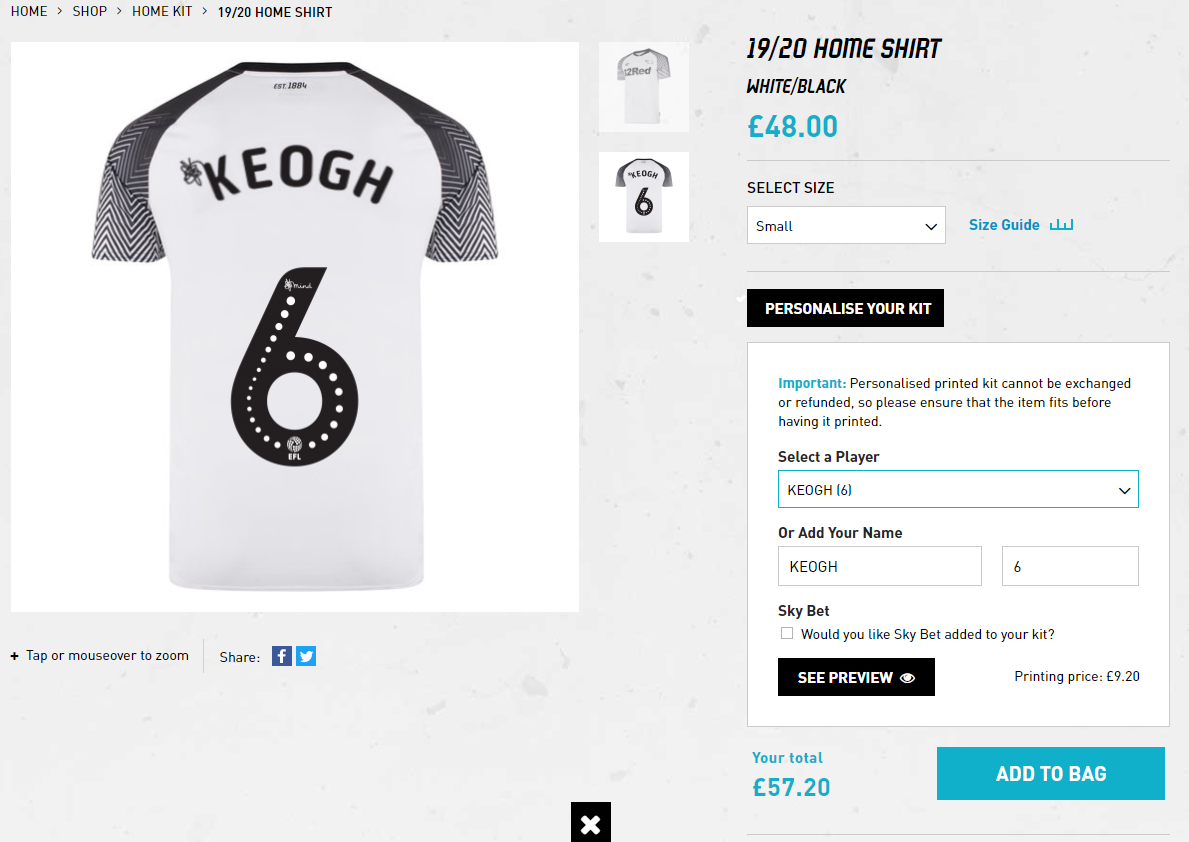 HOME > SHOP > HOME KIT > 19/20 HOME SHIRT
EST.1884
KEOGH
mind
6
EFL
32Red
KEOGH
6
+ Tap or mouseover to zoom
Share:
19/20 HOME SHIRT
WHITE/BLACK
£48.00
SELECT SIZE
Small
Size Guide
PERSONALISE YOUR KIT
Important: Personalised printed kit cannot be exchanged
or refunded, so please ensure that the item fits before
having it printed.
Select a Player
KEOGH (6)
Or Add Your Name
KEOGH
6
Sky Bet
Would you like Sky Bet added to your kit?
SEE PREVIEW
Printing price: £9.20
Your total
£57.20
ADD TO BAG